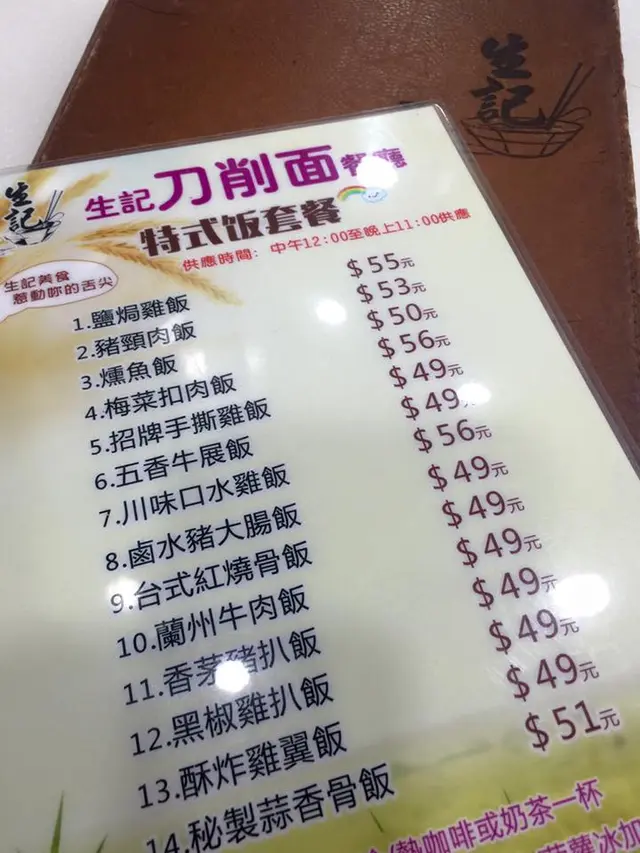 生記
生記
生記刀削面餐廳
特式饭套餐
供應時間: 中午12:00至晚上11:00供應
生記美食
惹動你的舌尖
1.鹽焗雞飯 $55元
2.豬頸肉飯 $53元
3.燻魚飯 $50元
4.梅菜扣肉飯 $56元
5.招牌手撕雞飯 $49元
6.五香牛展飯 $49元
7.川味口水雞飯 $56元
8.鹵水豬大腸飯 $49元
9.台式紅燒骨飯 $49元
10.蘭州牛肉飯 $49元
11.香茅豬扒飯 $49元
12.黑椒雞扒飯 $49元
13.酥炸雞翼飯 $49元
14.秘製蒜香骨飯 $51元
/熱咖啡或奶茶一杯
蘿冰加